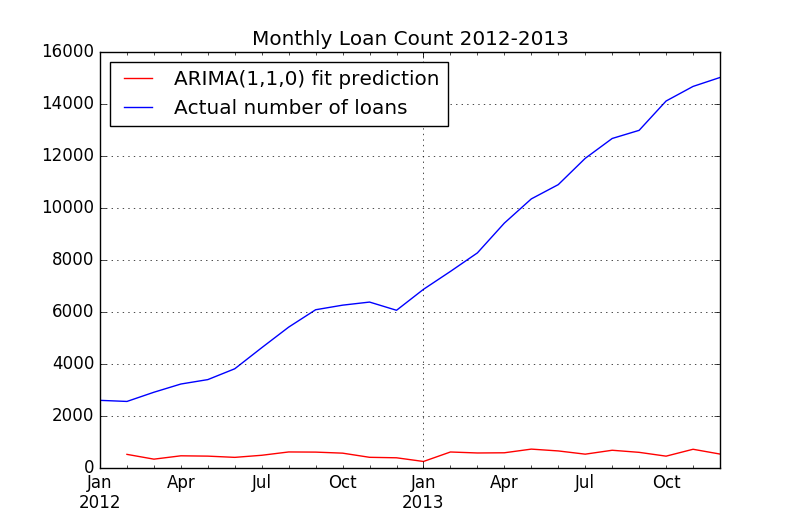 Monthly Loan Count 2012-2013
16000
14000
12000
10000
8000
6000
4000
2000
0
ARIMA(1,1,0) fit prediction
Actual number of loans
Jan Apr Jul Oct Jan Apr Jul Oct
2012 2013